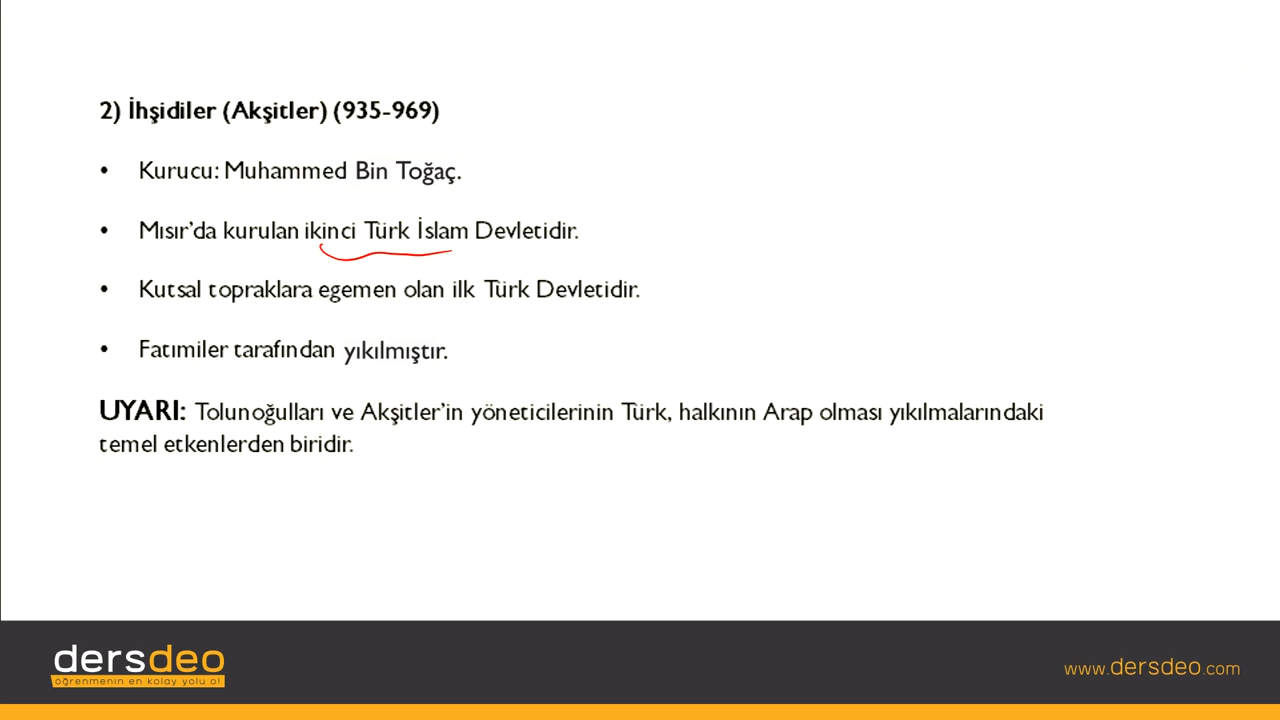 2) İhşidiler (Akşitler) (935-969)
• Kurucu: Muhammed Bin Toğaç.
• Mısır'da kurulan ikinci Türk İslam Devletidir.
• Kutsal topraklara egemen olan ilk Türk Devletidir.
• Fatımiler tarafından yıkılmıştır.
UYARI: Tolunoğulları ve Akşitler'in yöneticilerinin Türk, halkının Arap olması yıkılmalarındaki
temel etkenlerden biridir.
dersdeo
öğrenmenin en kolay yolu o!
www.dersdeo.com